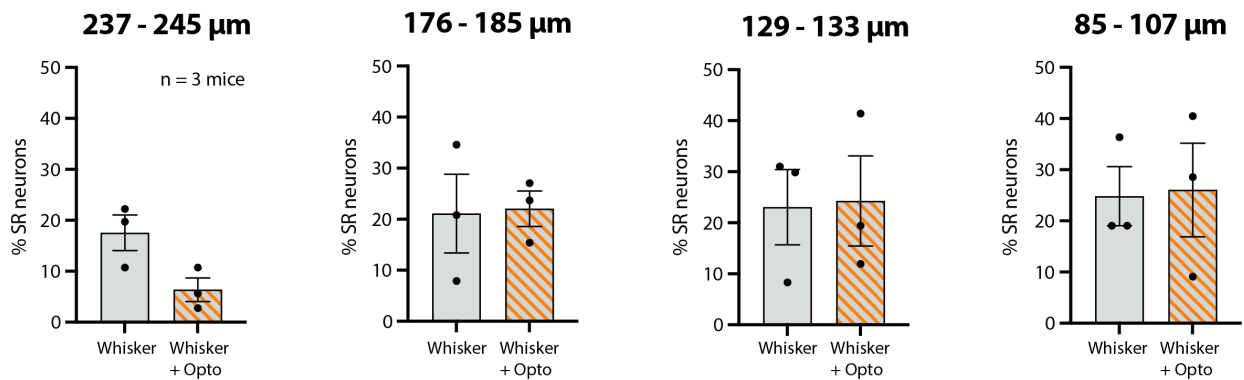 237 - 245 µm
% SR neurons
50
40
30
20
10
0
n = 3 mice
Whisker
Whisker
+ Opto
176 - 185 µm
% SR neurons
50
40
30
20
10
0
Whisker
Whisker
+ Opto
129 - 133 µm
% SR neurons
50
40
30
20
10
0
Whisker
Whisker
+ Opto
85 - 107 µm
% SR neurons
50
40
30
20
10
0
Whisker
Whisker
+ Opto